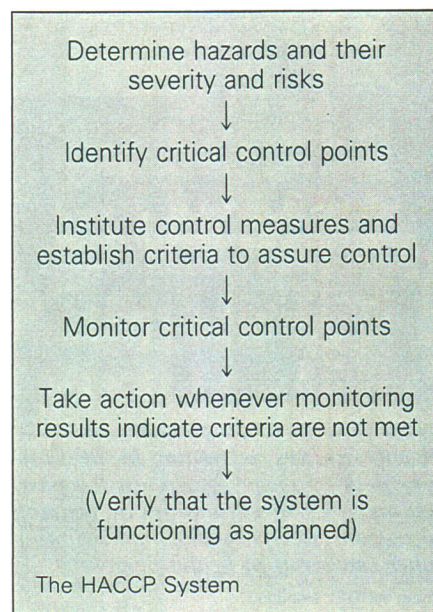 Determine hazards and their
severity and risks
↓
Identify critical control points
↓
Institute control measures and
establish criteria to assure control
↓
Monitor critical control points
↓
Take action whenever monitoring
results indicate criteria are not met
↓
(Verify that the system is
functioning as planned)
The HACCP System